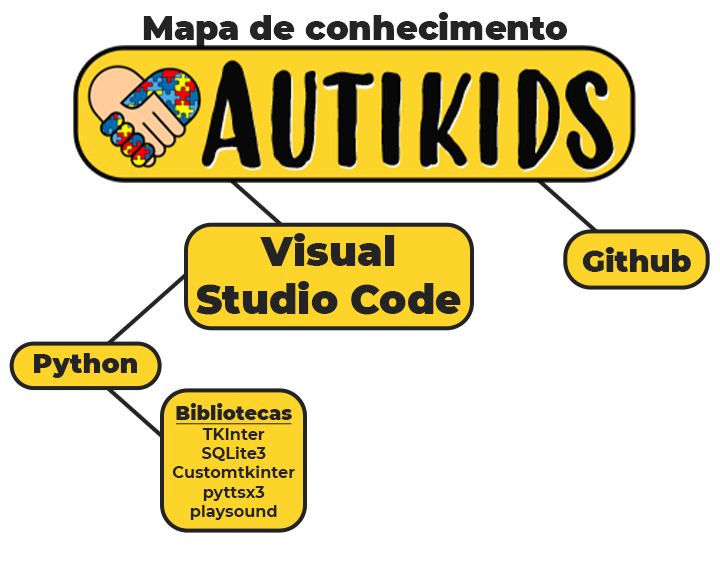 Mapa de conhecimento
AUTIKIDS
Visual
Studio Code
Github
Python
Bibliotecas
TKInter
SQLite3
Customtkinter
pyttsx3
playsound